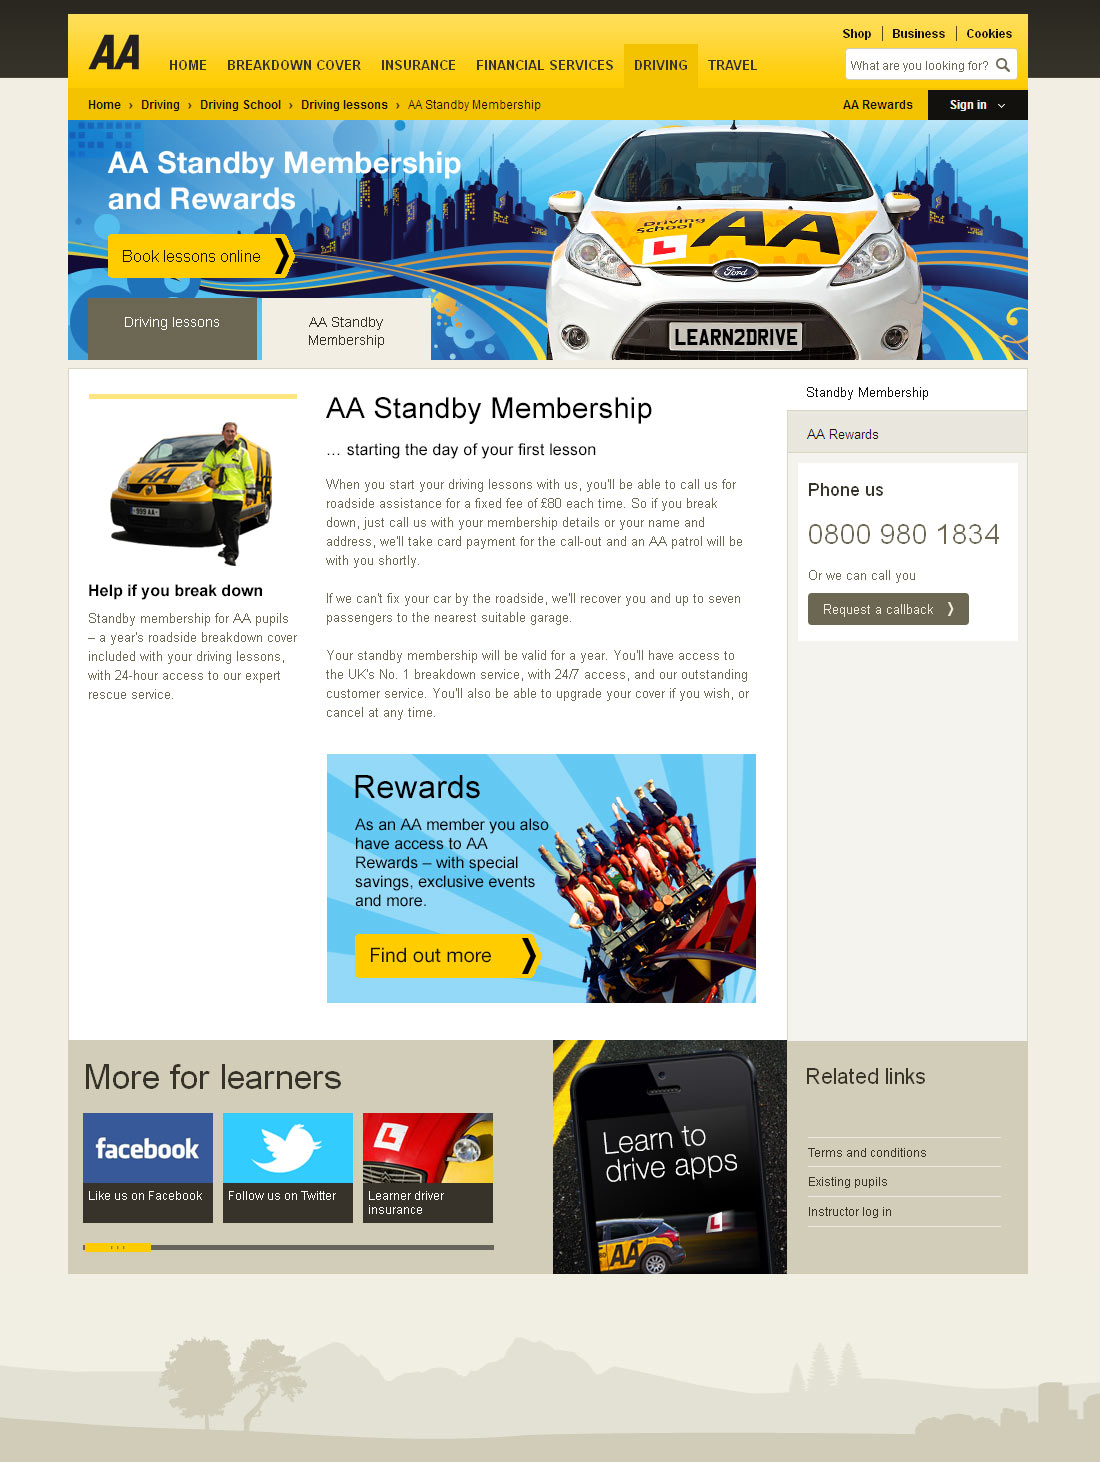 Shop
Business
Cookies
AA
HOME
BREAKDOWN COVER
INSURANCE
FINANCIAL SERVICES
DRIVING
TRAVEL
What are you looking for?
Home › Driving › Driving School › Driving lessons › AA Standby Membership
AA Rewards
Sign in
AA Standby Membership
and Rewards
Book lessons online
Driving
School
AA
L
Ford
LEARN2DRIVE
Driving lessons
AA Standby
Membership
AA
999 AA
Help if you break down
Standby membership for AA pupils
– a year's roadside breakdown cover
included with your driving lessons,
with 24-hour access to our expert
rescue service.
AA Standby Membership
... starting the day of your first lesson
When you start your driving lessons with us, you'll be able to call us for
roadside assistance for a fixed fee of £80 each time. So if you break
down, just call us with your membership details or your name and
address, we'll take card payment for the call-out and an AA patrol will be
with you shortly.
If we can't fix your car by the roadside, we'll recover you and up to seven
passengers to the nearest suitable garage.
Your standby membership will be valid for a year. You'll have access to
the UK's No. 1 breakdown service, with 24/7 access, and our outstanding
customer service. You'll also be able to upgrade your cover if you wish, or
cancel at any time.
Rewards
As an AA member you also
have access to AA
Rewards – with special
savings, exclusive events
and more.
Find out more
Standby Membership
AA Rewards
Phone us
0800 980 1834
Or we can call you
Request a callback
More for learners
facebook
Like us on Facebook
Follow us on Twitter
L
Learner driver
insurance
Learn to
drive apps
L
AA
Related links
Terms and conditions
Existing pupils
Instructor log in